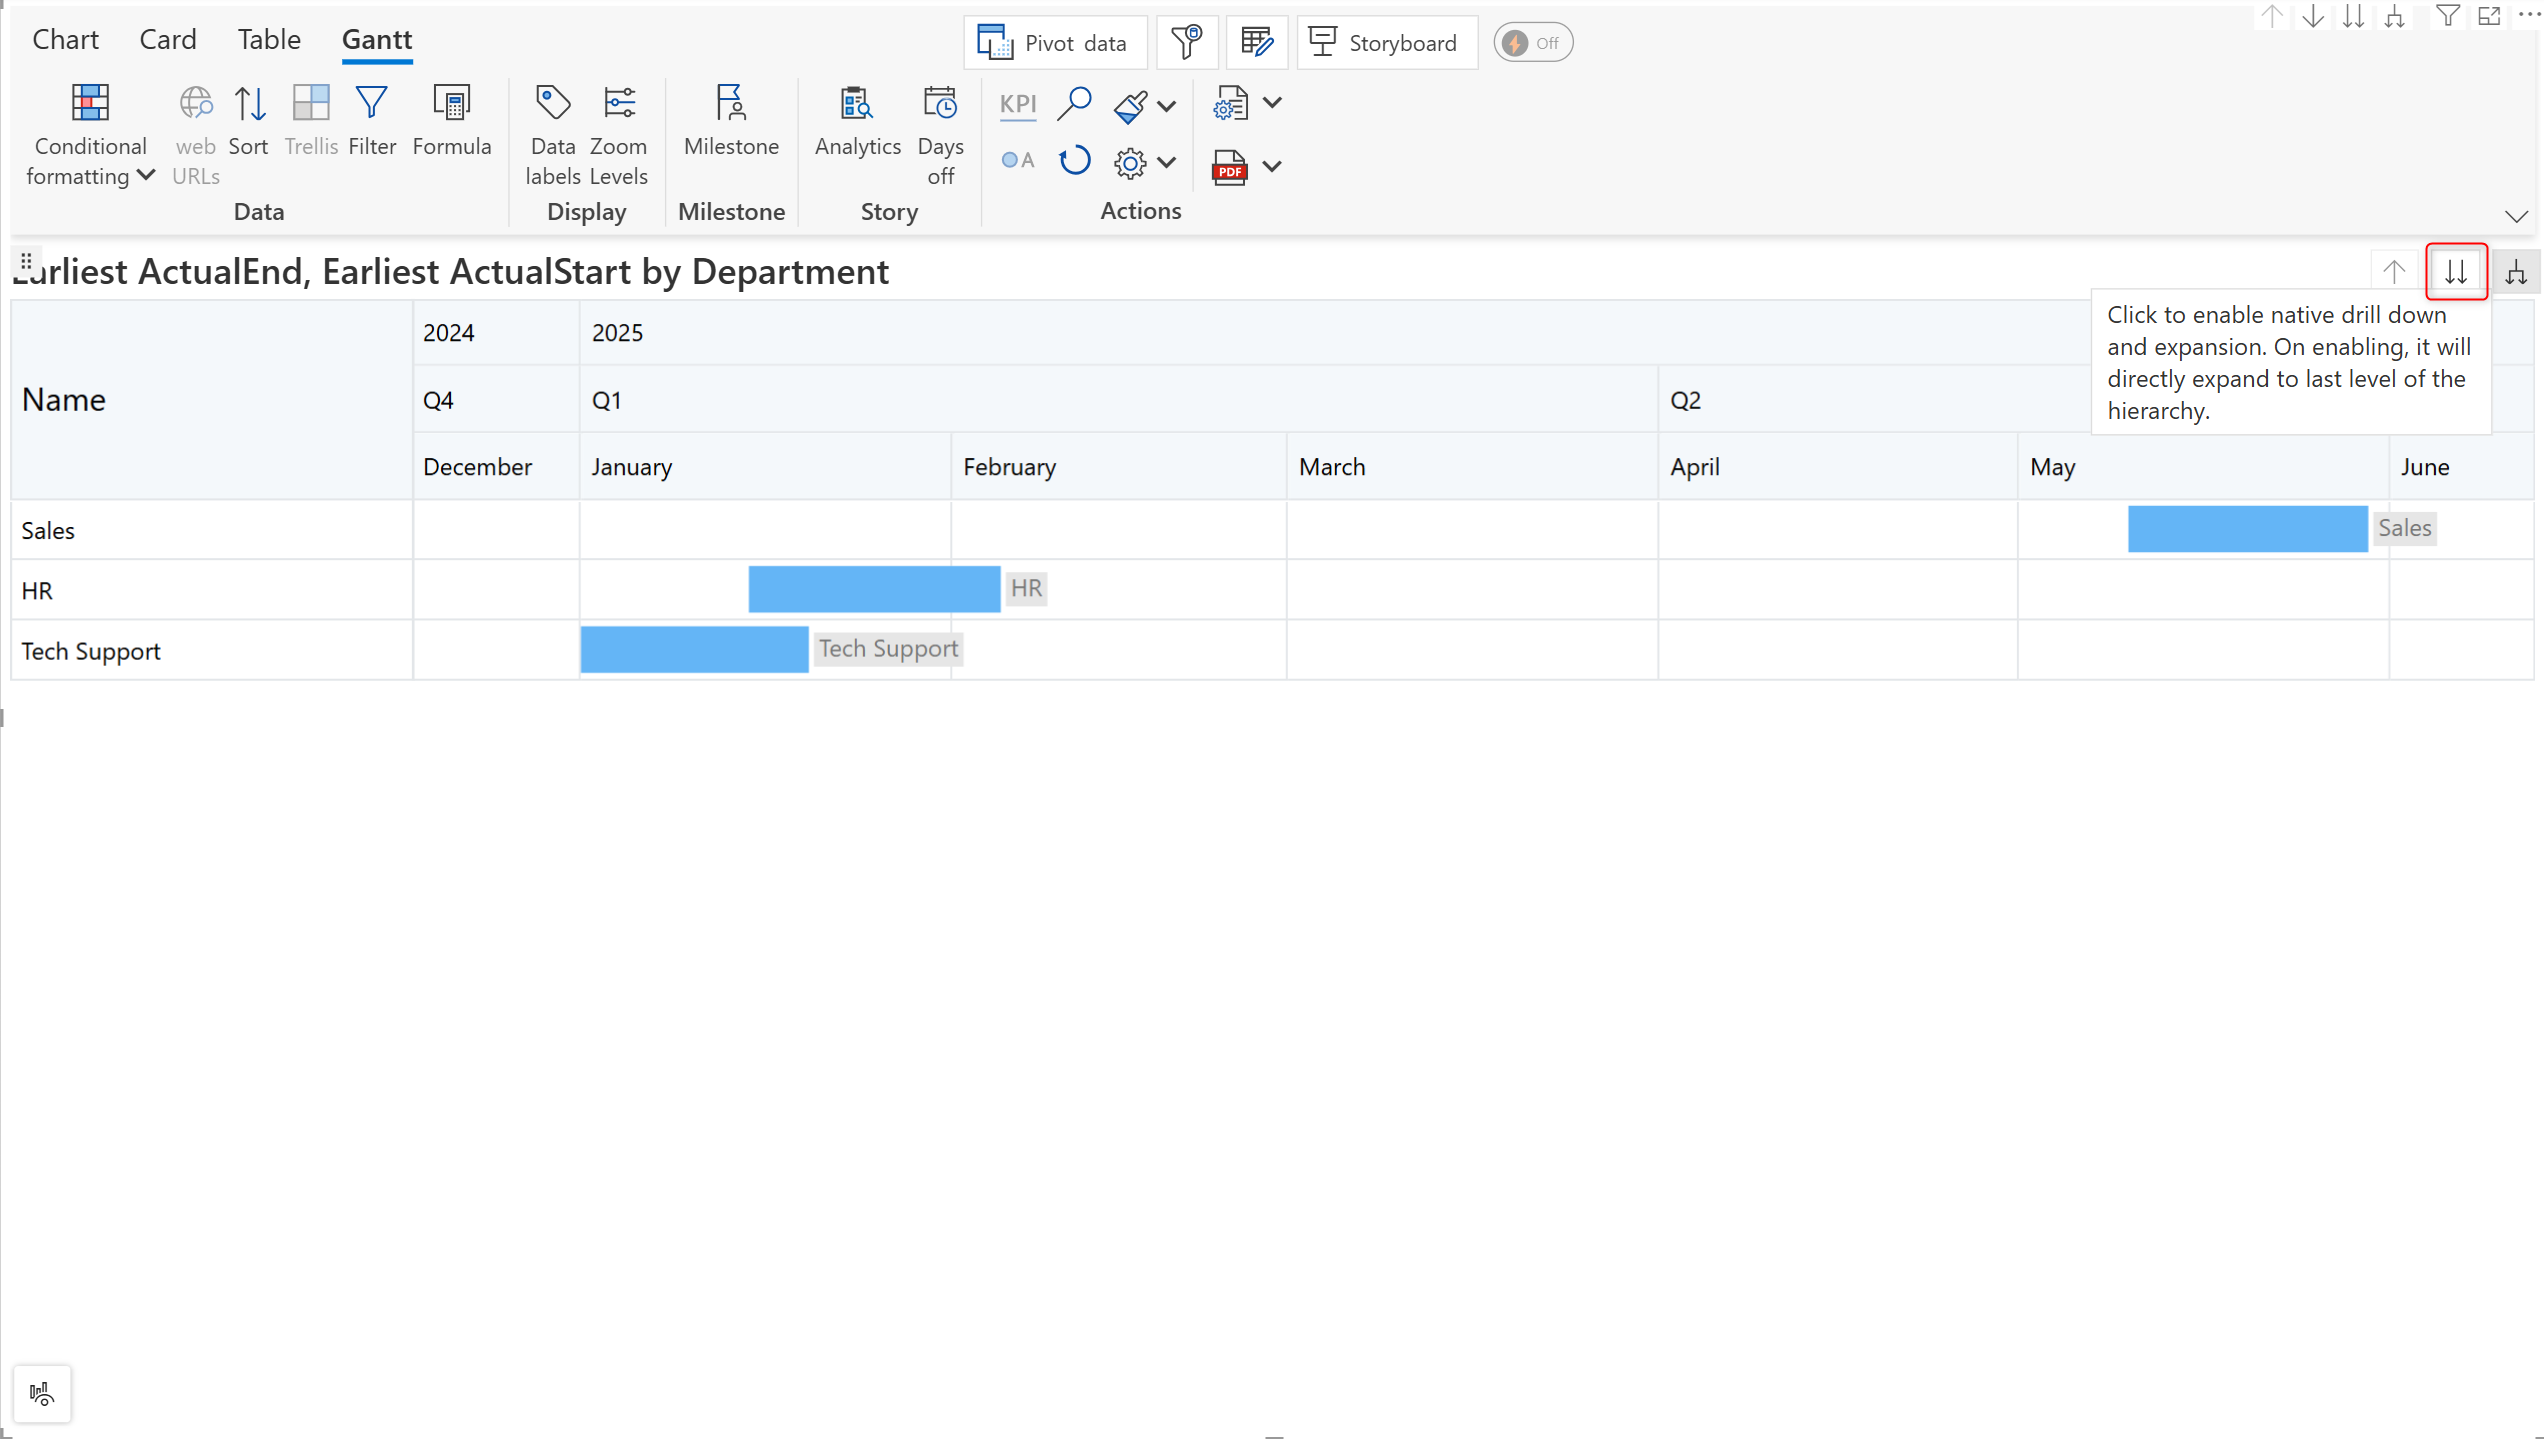 Chart Card Table Gantt
Pivot data
Storyboard
Off
Conditional
formatting
web
URLs
Sort
Trellis
Filter
Formula
Data
Data
labels
Zoom
Levels
Display
Milestone
Milestone
Analytics
Days
off
Story
KPI
A
PDF
Actions
Earliest ActualEnd, Earliest ActualStart by Department
Click to enable native drill down
and expansion. On enabling, it will
directly expand to last level of the
hierarchy.
Name
2024 2025
Q4 Q1 Q2
December January February March April May June
Sales Sales
HR HR
Tech Support Tech Support